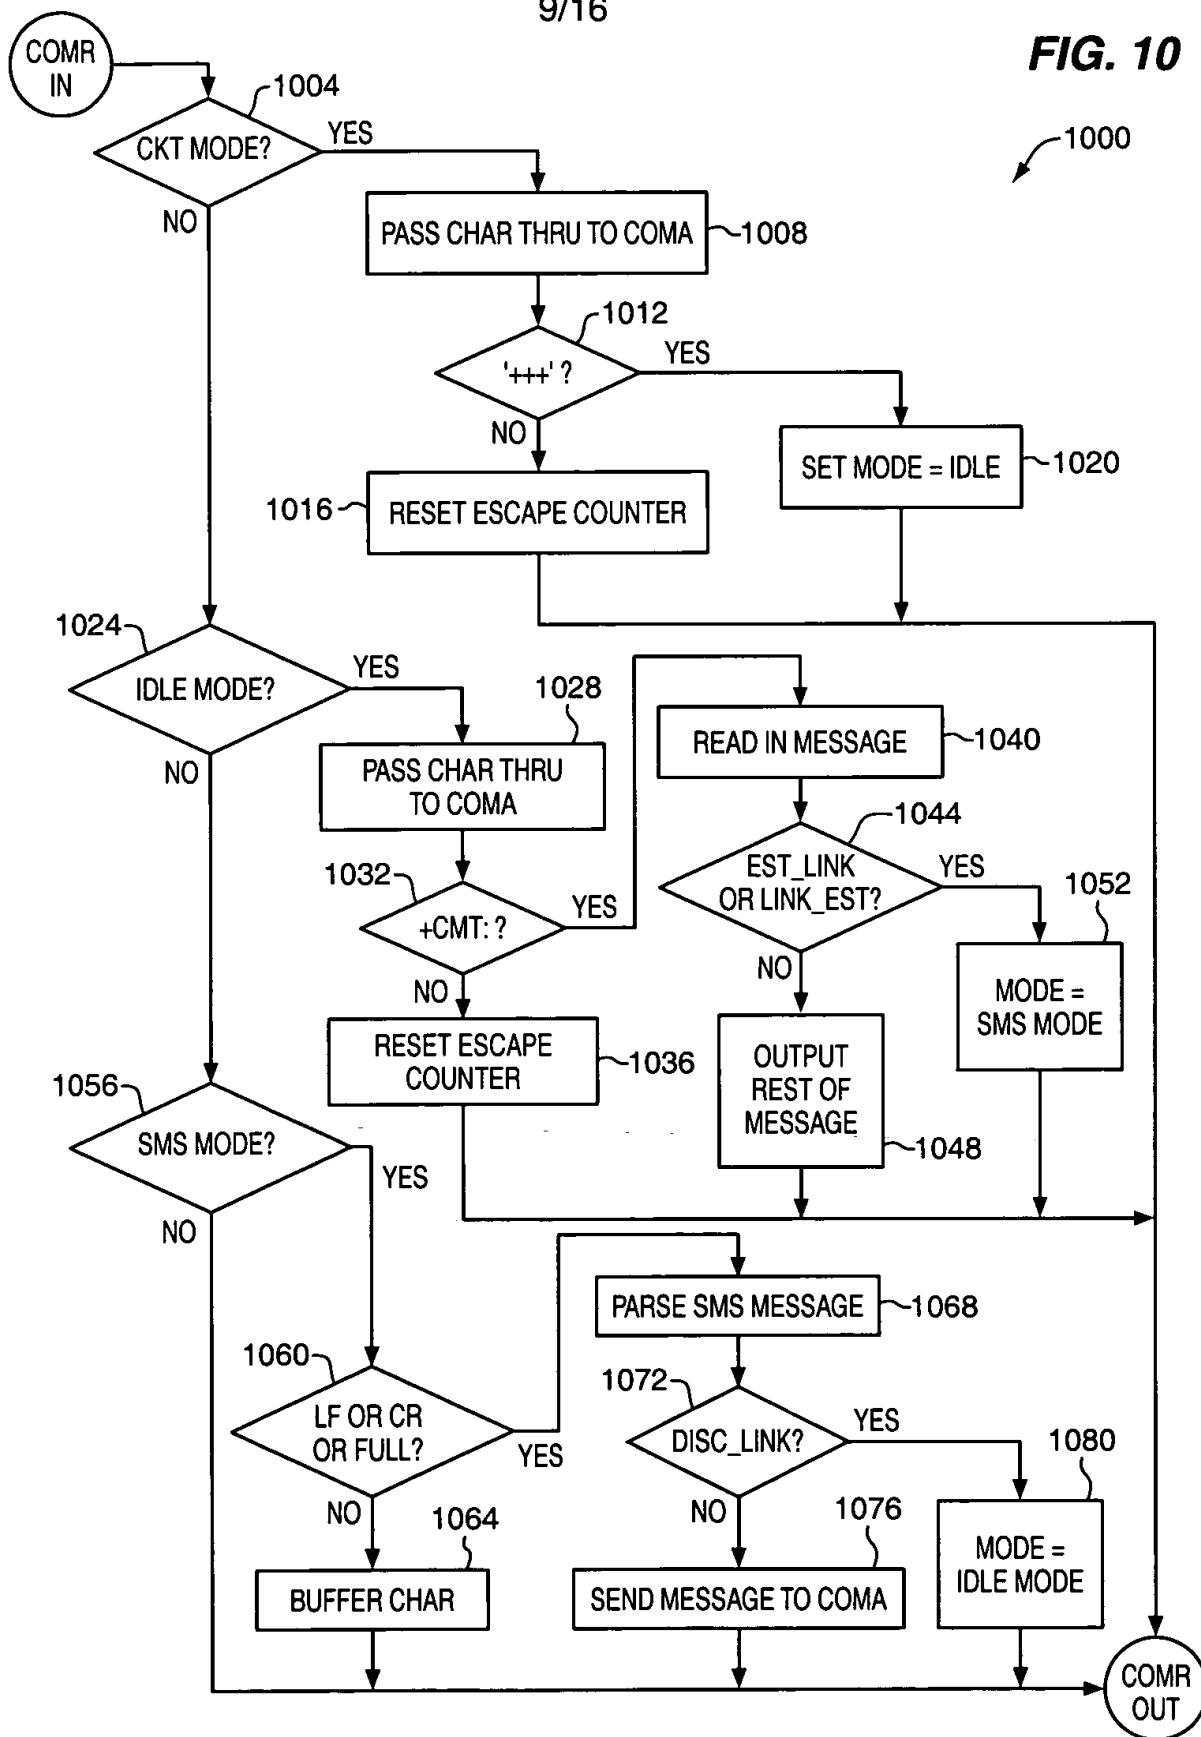 9/16
FIG. 10
COMR
IN
1004
CKT MODE?
YES
NO
1000
PASS CHAR THRU TO COMA
1008
1012
'+++' ?
YES
NO
SET MODE = IDLE
1020
1016
RESET ESCAPE COUNTER
1024
IDLE MODE?
YES
NO
1028
PASS CHAR THRU
TO COMA
1032
+CMT: ?
YES
NO
RESET ESCAPE
COUNTER
1036
READ IN MESSAGE
1040
1044
EST_LINK
OR LINK_EST?
YES
NO
1052
MODE =
SMS MODE
OUTPUT
REST OF
MESSAGE
1048
1056
SMS MODE?
YES
NO
1060
LF OR CR
OR FULL?
YES
NO
1064
BUFFER CHAR
PARSE SMS MESSAGE
1068
1072
DISC_LINK?
YES
NO
1076
SEND MESSAGE TO COMA
1080
MODE =
IDLE MODE
COMR
OUT